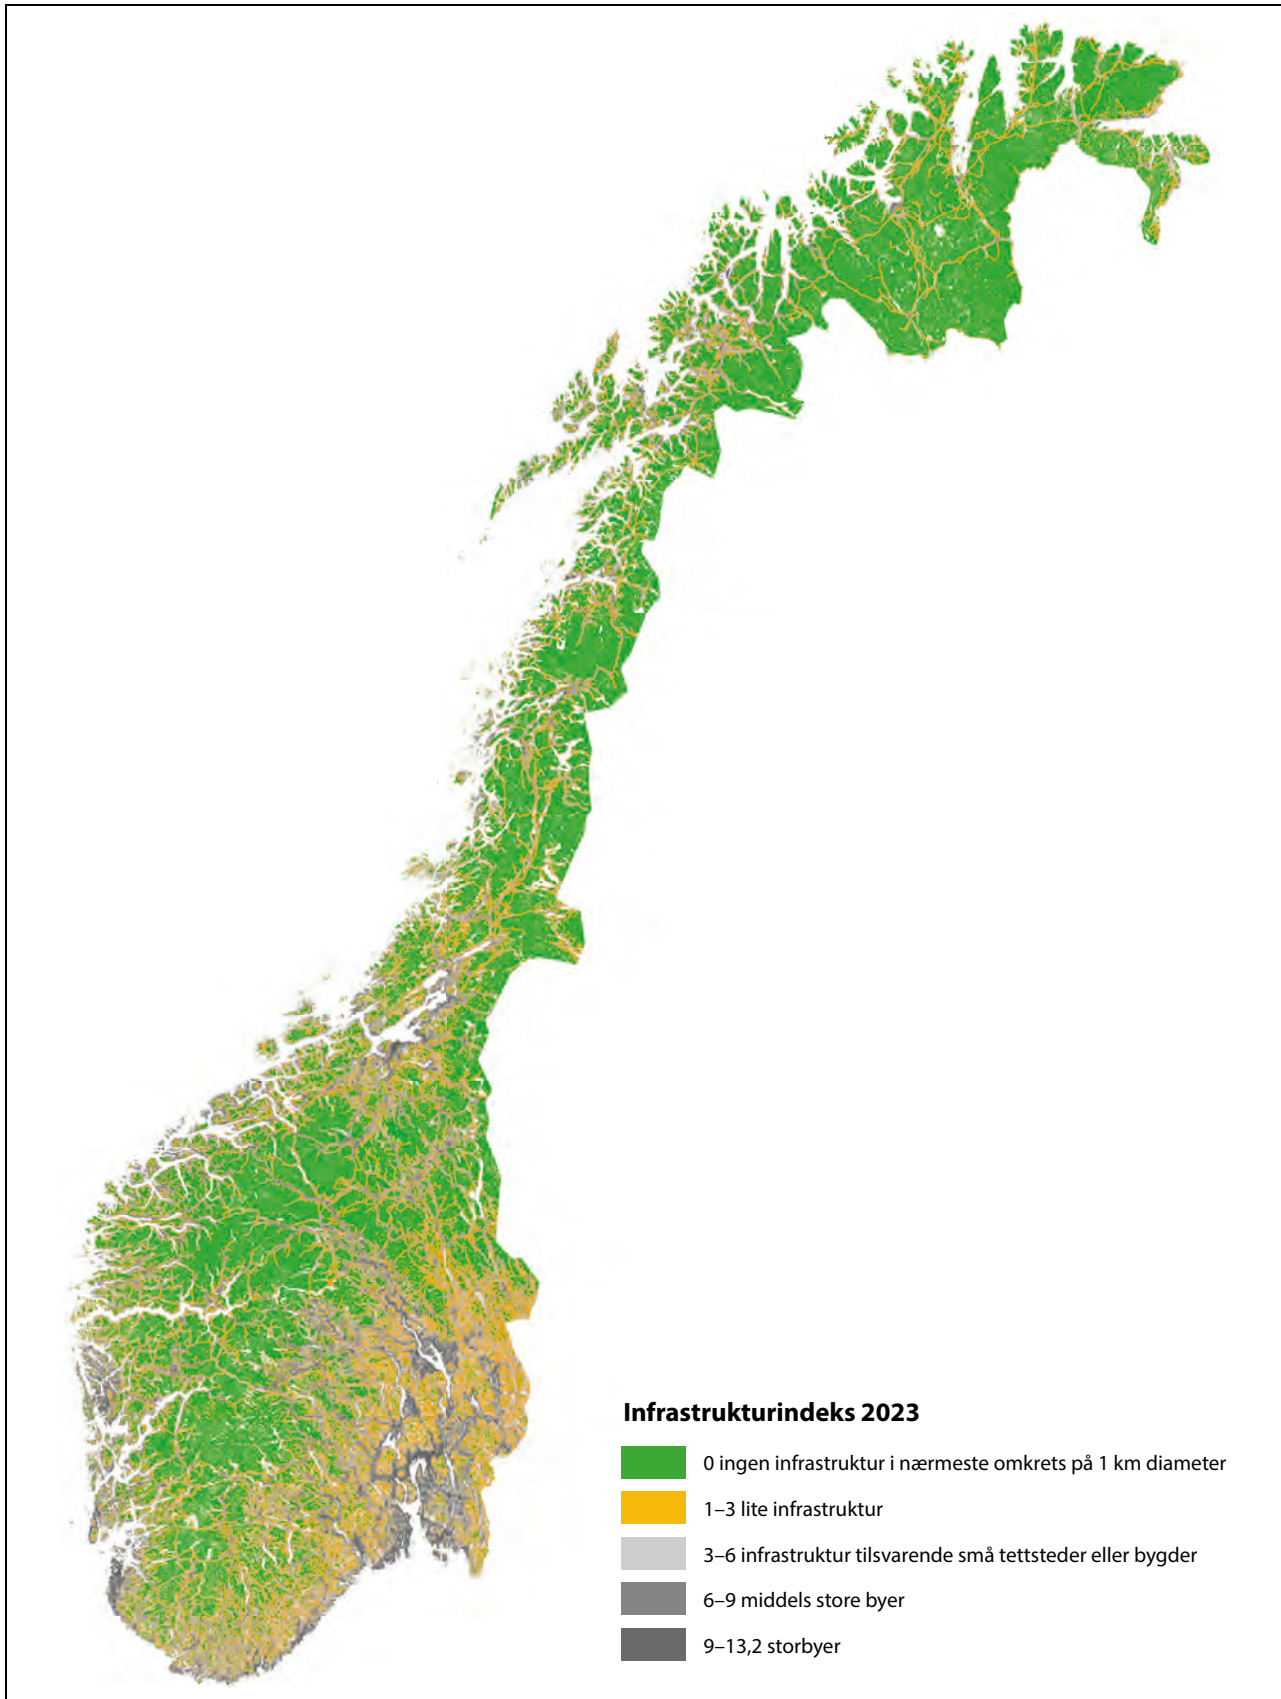 Infrastrukturindeks 2023
0 ingen infrastruktur i nærmeste omkrets på 1 km diameter
1–3 lite infrastruktur
3–6 infrastruktur tilsvarende små tettsteder eller bygder
6–9 middels store byer
9–13,2 storbyer